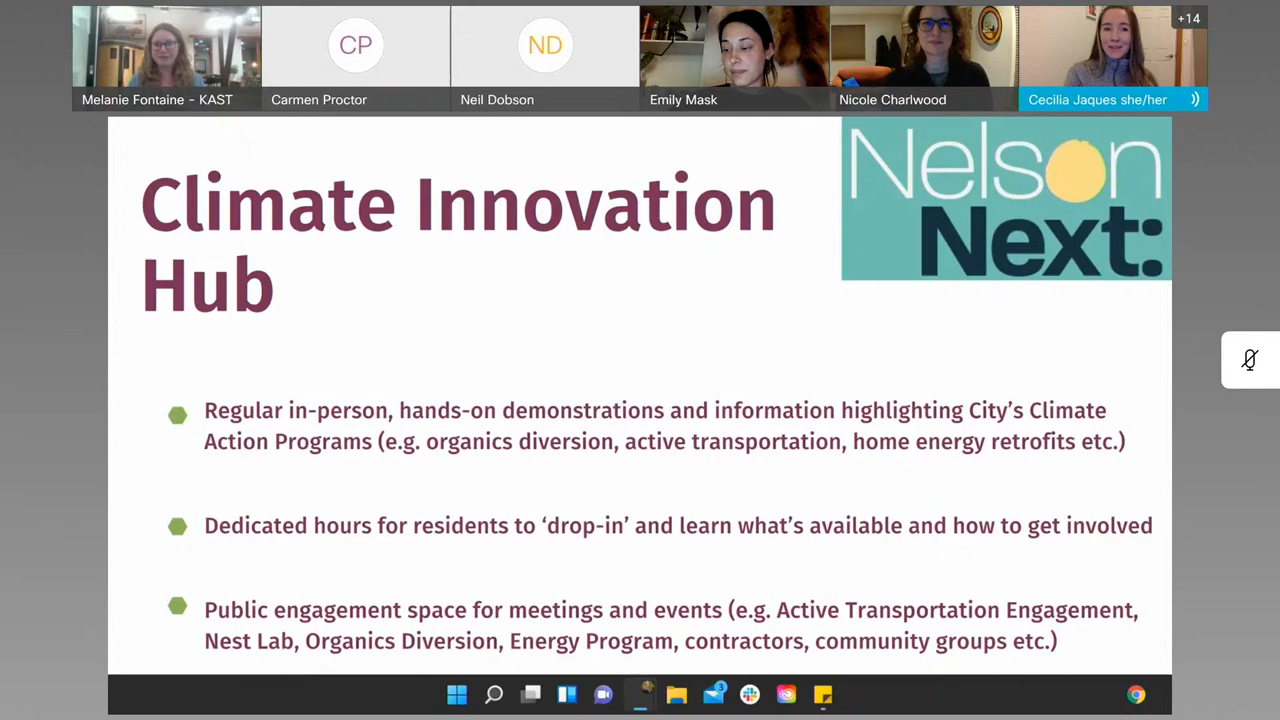 +14
CP
ND
Melanie Fontaine - KAST
Carmen Proctor
Neil Dobson
Emily Mask
Nicole Charlwood
Cecilia Jaques she/her
Nelson
Next:
Climate Innovation
Hub
Regular in-person, hands-on demonstrations and information highlighting City's Climate
Action Programs (e.g. organics diversion, active transportation, home energy retrofits etc.)
Dedicated hours for residents to ‘drop-in’ and learn what's available and how to get involved
Public engagement space for meetings and events (e.g. Active Transportation Engagement,
Nest Lab, Organics Diversion, Energy Program, contractors, community groups etc.)
3